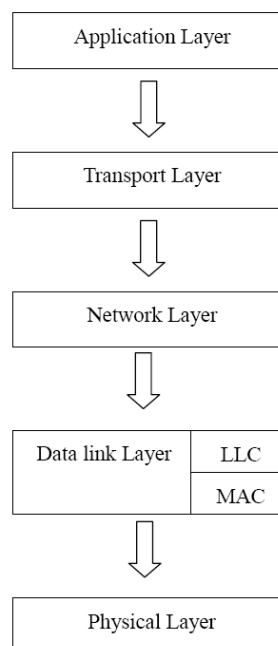 Application Layer
Transport Layer
Network Layer
Data link Layer
LLC
MAC
Physical Layer